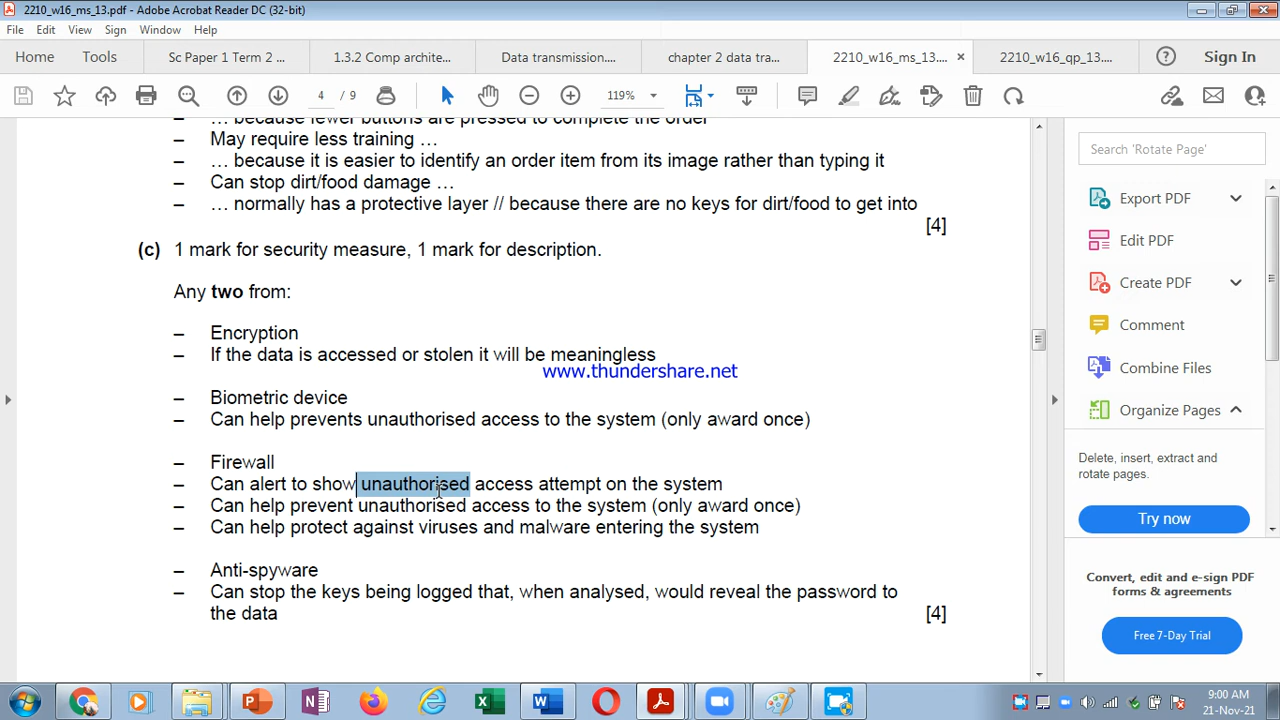 2210_w16_ms_13.pdf - Adobe Acrobat Reader DC (32-bit)
File Edit View Sign Window Help
Home Tools Sc Paper 1 Term 2 ... 1.3.2 Comp archite... Data transmission.... chapter 2 data tra... 2210_w16_ms_13.... × 2210_w16_qp_13.... Sign In
4 / 9 119%
... because fewer buttons are pressed to complete the order
– May require less training ...
– ... because it is easier to identify an order item from its image rather than typing it
– Can stop dirt/food damage ...
– ... normally has a protective layer // because there are no keys for dirt/food to get into
[4]
(c) 1 mark for security measure, 1 mark for description.
Any two from:
– Encryption
– If the data is accessed or stolen it will be meaningless
www.thundershare.net
– Biometric device
– Can help prevents unauthorised access to the system (only award once)
– Firewall
– Can alert to show unauthorised access attempt on the system
– Can help prevent unauthorised access to the system (only award once)
– Can help protect against viruses and malware entering the system
– Anti-spyware
– Can stop the keys being logged that, when analysed, would reveal the password to
the data
[4]
Search 'Rotate Page'
Export PDF
Edit PDF
Create PDF
Comment
Combine Files
Organize Pages
Delete, insert, extract and
rotate pages.
Try now
Convert, edit and e-sign PDF
forms & agreements
Free 7-Day Trial
9:00 AM
21-Nov-21